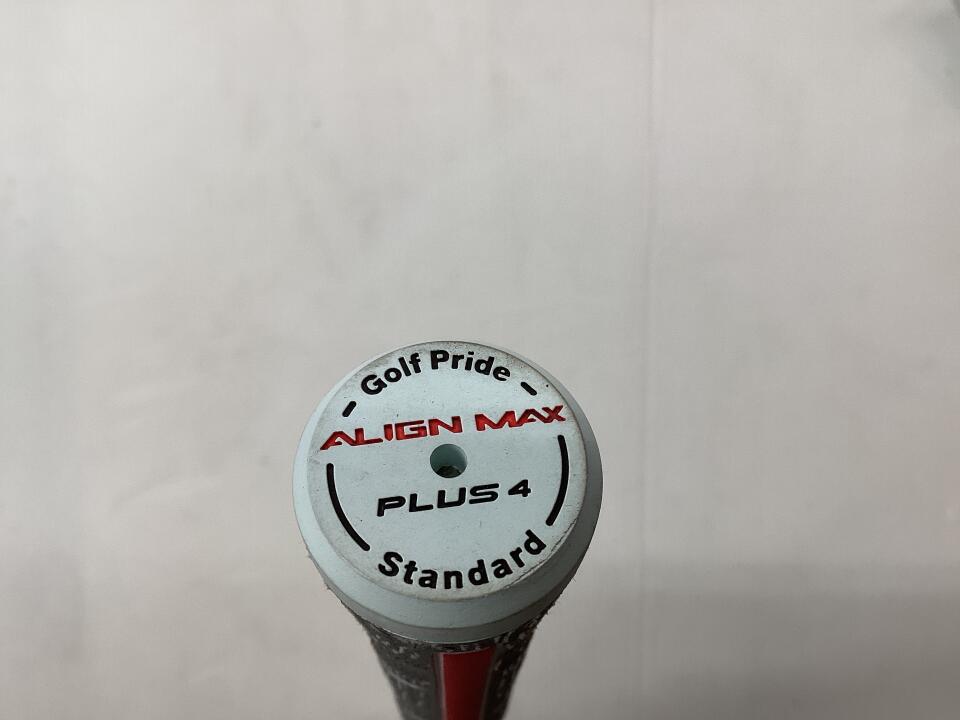 Golf Pride
ALIGN MAX
PLUS 4
Standard